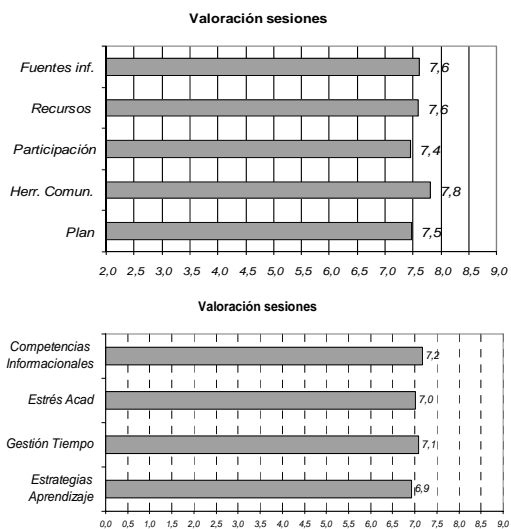 Valoración sesiones
Fuentes inf.
7,6
Recursos
7,6
Participación
7,4
Herr. Comun.
7,8
Plan
7,5
2,0 2,5 3,0 3,5 4,0 4,5 5,0 5,5 6,0 6,5 7,0 7,5 8,0 8,5 9,0
Valoración sesiones
Competencias
Informacionales
7,2
Estrés Acad
7,0
Gestión Tiempo
7,1
Estrategias
Aprendizaje
6,9
0,0 0,5 1,0 1,5 2,0 2,5 3,0 3,5 4,0 4,5 5,0 5,5 6,0 6,5 7,0 7,5 8,0 8,5 9,0